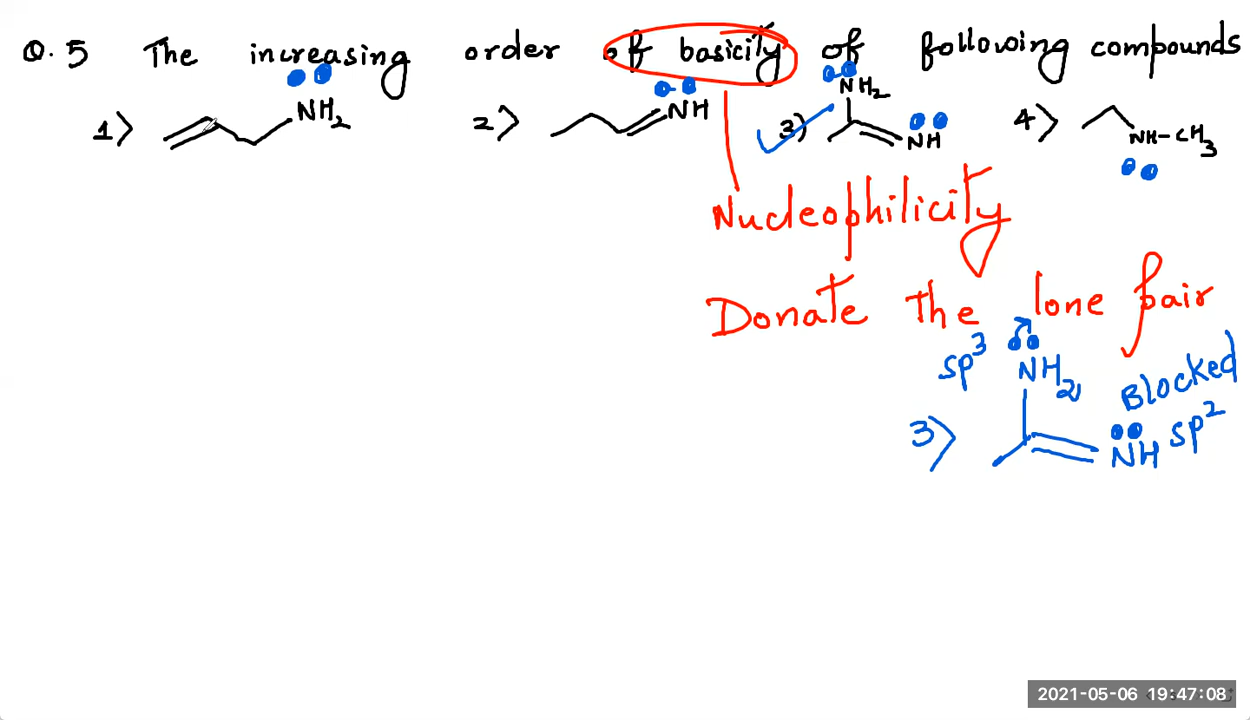 Q. 5 The increasing order of basicity of following compounds
1> NH2 2> NH 3) NH2 NH 4> NH-CH3
Nucleophilicity
Donate the lone pair
sp3 NH2 Blocked
3> NH sp2
2021-05-06 19:47:08